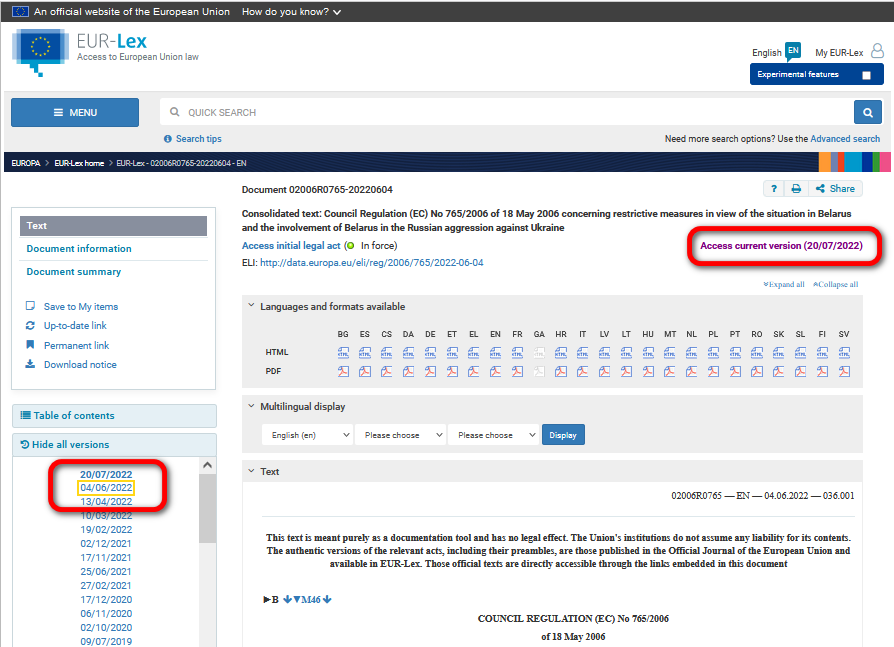 An official website of the European Union How do you know?
EUR-Lex
Access to European Union law
English EN My EUR-Lex
Experimental features
MENU
QUICK SEARCH
Search tips
Need more search options? Use the Advanced search
EUROPA > EUR-Lex home > EUR-Lex - 02006R0765-20220604 - EN
Document 02006R0765-20220604
? Share
Consolidated text: Council Regulation (EC) No 765/2006 of 18 May 2006 concerning restrictive measures in view of the situation in Belarus
and the involvement of Belarus in the Russian aggression against Ukraine
Access initial legal act ( In force)
Access current version (20/07/2022)
ELI: http://data.europa.eu/eli/reg/2006/765/2022-06-04
Expand all Collapse all
Text
Document information
Document summary
Save to My items
Up-to-date link
Permanent link
Download notice
Table of contents
Hide all versions
20/07/2022
04/06/2022
13/04/2022
10/03/2022
19/02/2022
02/12/2021
17/11/2021
25/06/2021
27/02/2021
17/12/2020
06/11/2020
02/10/2020
09/07/2019
Languages and formats available
BG ES CS DA DE ET EL EN FR GA HR IT LV LT HU MT NL PL PT RO SK SL FI SV
HTML
PDF
Multilingual display
English (en) Please choose Please choose Display
Text
02006R0765 — EN — 04.06.2022 — 036.001
This text is meant purely as a documentation tool and has no legal effect. The Union's institutions do not assume any liability for its contents.
The authentic versions of the relevant acts, including their preambles, are those published in the Official Journal of the European Union and
available in EUR-Lex. Those official texts are directly accessible through the links embedded in this document
►B ▼M46
COUNCIL REGULATION (EC) No 765/2006
of 18 May 2006